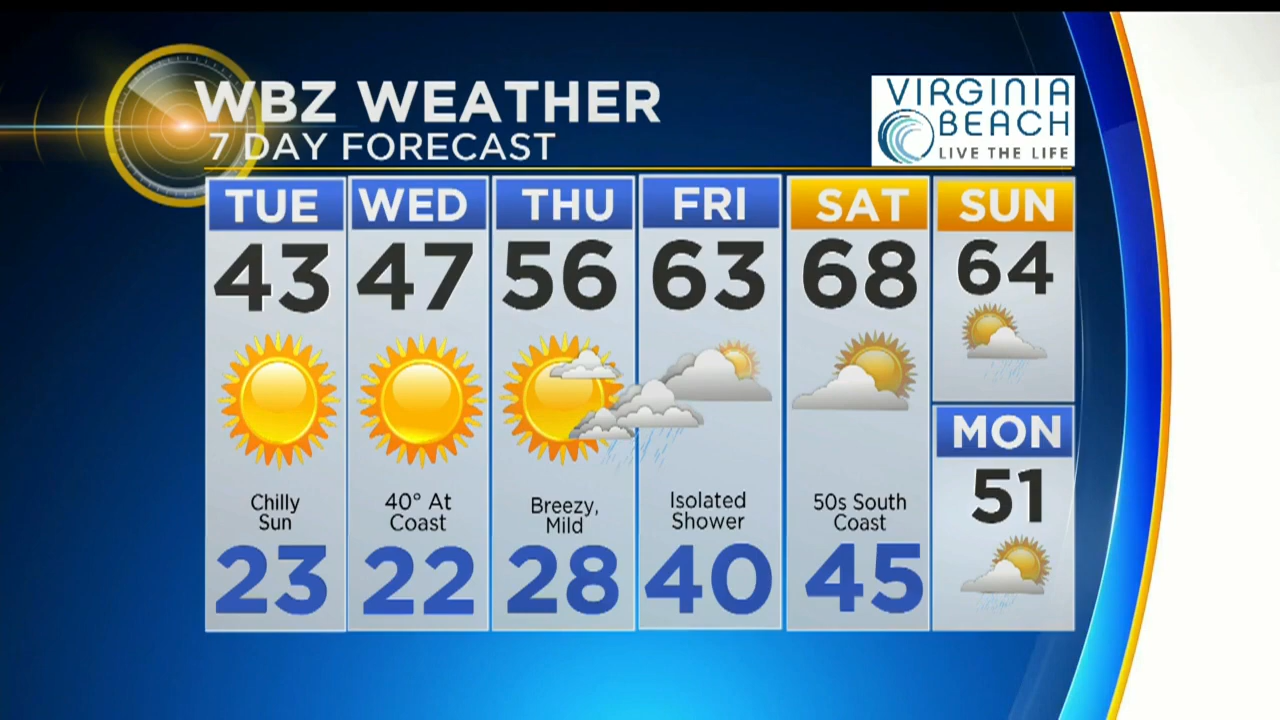 WBZ WEATHER
7 DAY FORECAST
VIRGINIA
BEACH
LIVE THE LIFE
TUE
43
Chilly
Sun
23
WED
47
40° At
Coast
22
THU
56
Breezy,
Mild
28
FRI
63
Isolated
Shower
40
SAT
68
50s South
Coast
45
SUN
64
MON
51